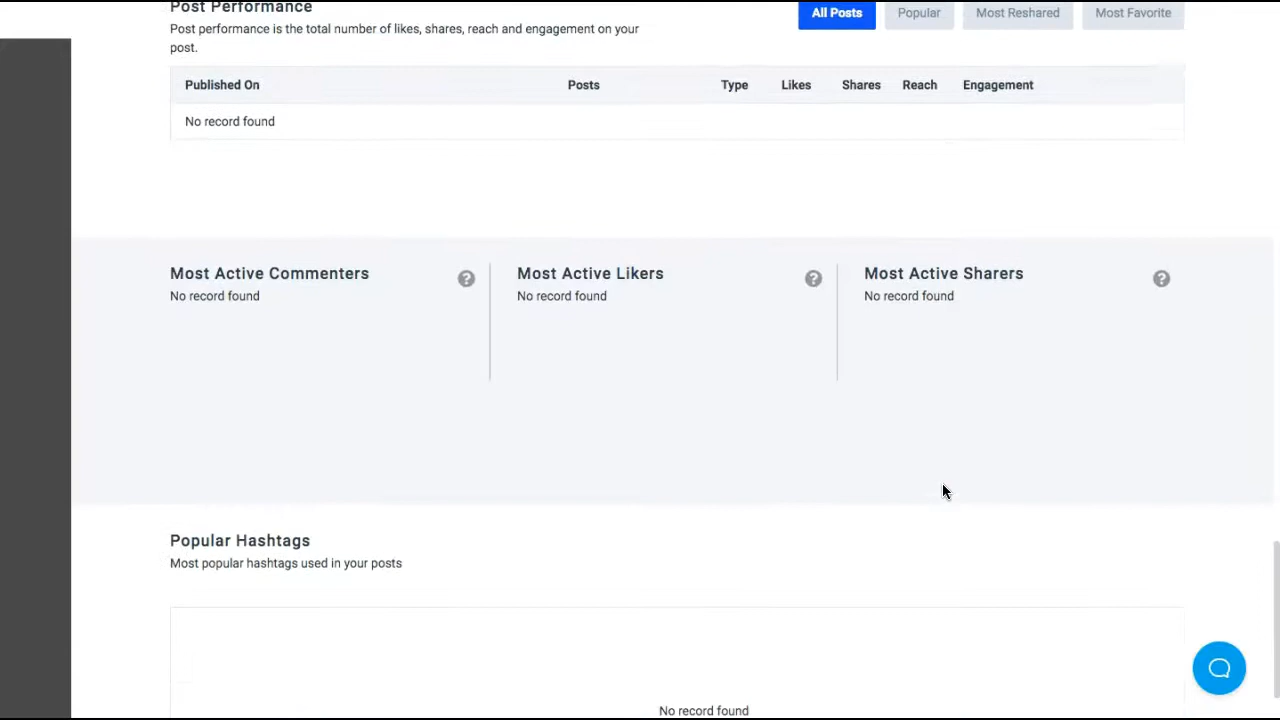 Post Performance
All Posts
Popular
Most Reshared
Most Favorite
Post performance is the total number of likes, shares, reach and engagement on your
post.
Published On Posts Type Likes Shares Reach Engagement
No record found
Most Active Commenters
No record found
Most Active Likers
No record found
Most Active Sharers
No record found
Popular Hashtags
Most popular hashtags used in your posts
No record found